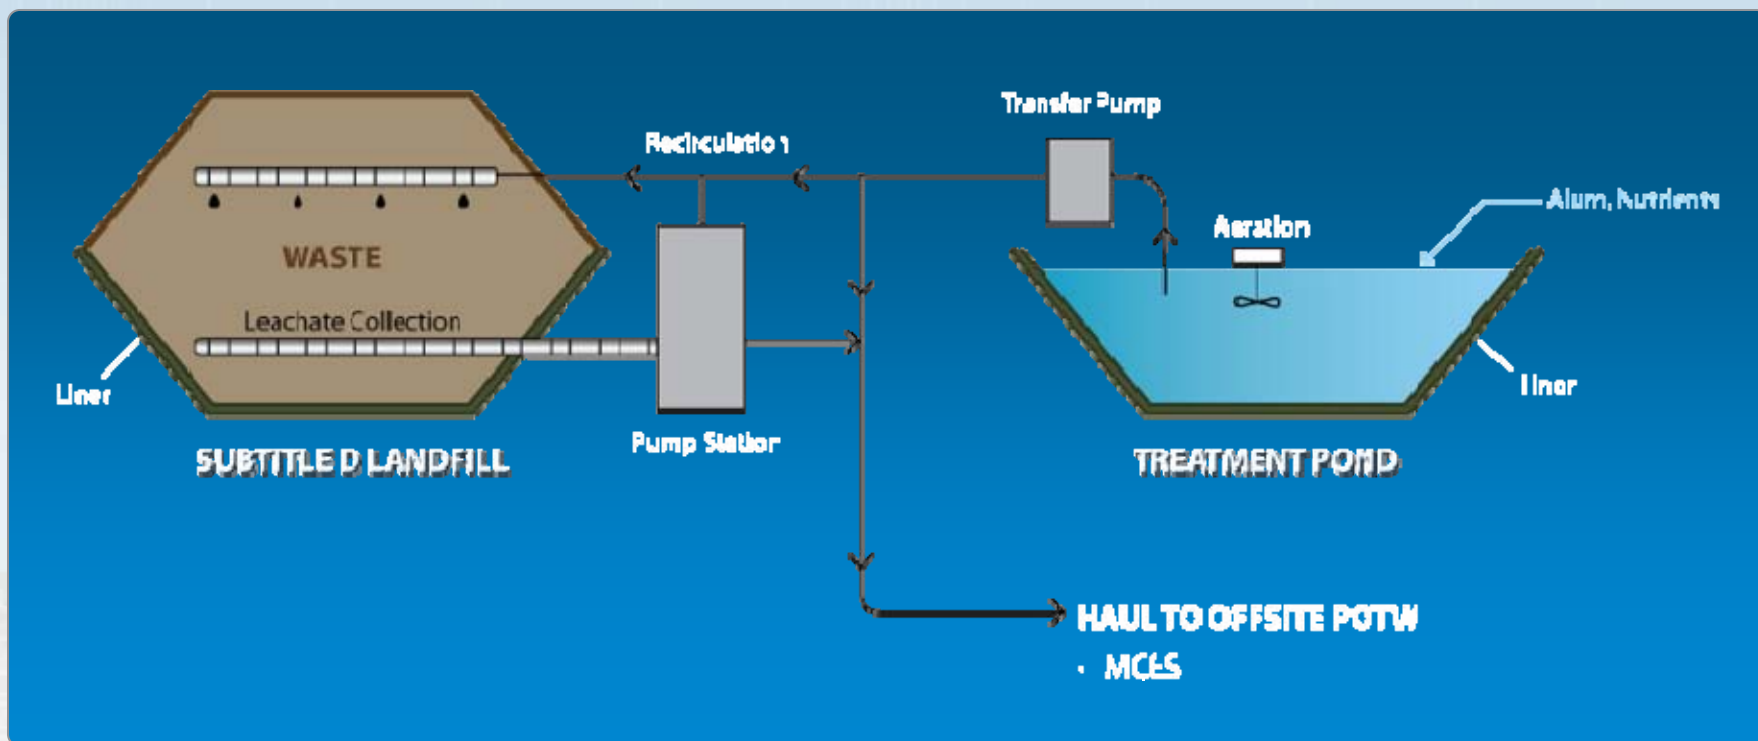 Transfer Pump
Recirculation
Alum, Nutrients
Aeration
WASTE
Leachate Collection
Liner
Liner
Pump Station
SUBTITLE D LANDFILL
TREATMENT POND
HAUL TO OFFSITE POTW
• MCES